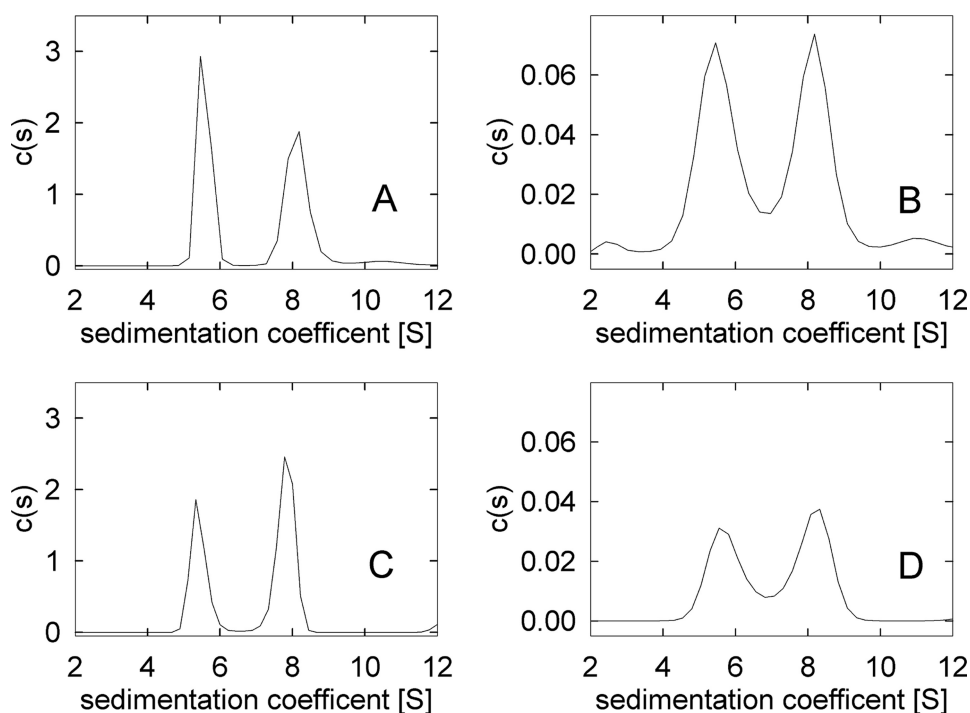 3
2
1
0
c(s)
A
2 4 6 8 10 12
sedimentation coefficent [S]
0.06
0.04
0.02
0.00
c(s)
B
2 4 6 8 10 12
sedimentation coefficent [S]
3
2
1
0
c(s)
C
2 4 6 8 10 12
sedimentation coefficent [S]
0.06
0.04
0.02
0.00
c(s)
D
2 4 6 8 10 12
sedimentation coefficent [S]